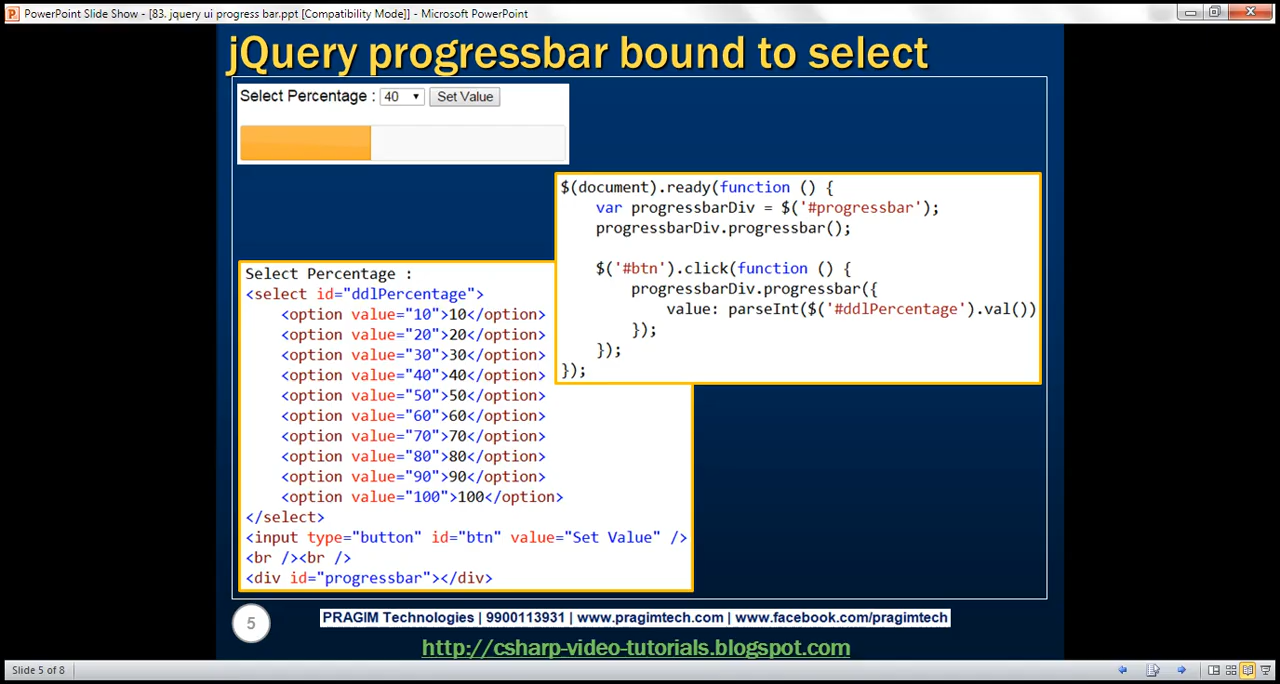 PowerPoint Slide Show - [83. jquery ui progress bar.ppt [Compatibility Mode]] - Microsoft PowerPoint
jQuery progressbar bound to select
Select Percentage : 40 Set Value
$(document).ready(function () {
var progressbarDiv = $('#progressbar');
progressbarDiv.progressbar();
$('#btn').click(function () {
progressbarDiv.progressbar({
value: parseInt($('#ddlPercentage').val())
});
});
});
Select Percentage :
<select id="ddlPercentage">
<option value="10">10</option>
<option value="20">20</option>
<option value="30">30</option>
<option value="40">40</option>
<option value="50">50</option>
<option value="60">60</option>
<option value="70">70</option>
<option value="80">80</option>
<option value="90">90</option>
<option value="100">100</option>
</select>
<input type="button" id="btn" value="Set Value" />
<br /><br />
<div id="progressbar"></div>
5
PRAGIM Technologies | 9900113931 | www.pragimtech.com | www.facebook.com/pragimtech
http://csharp-video-tutorials.blogspot.com
Slide 5 of 8